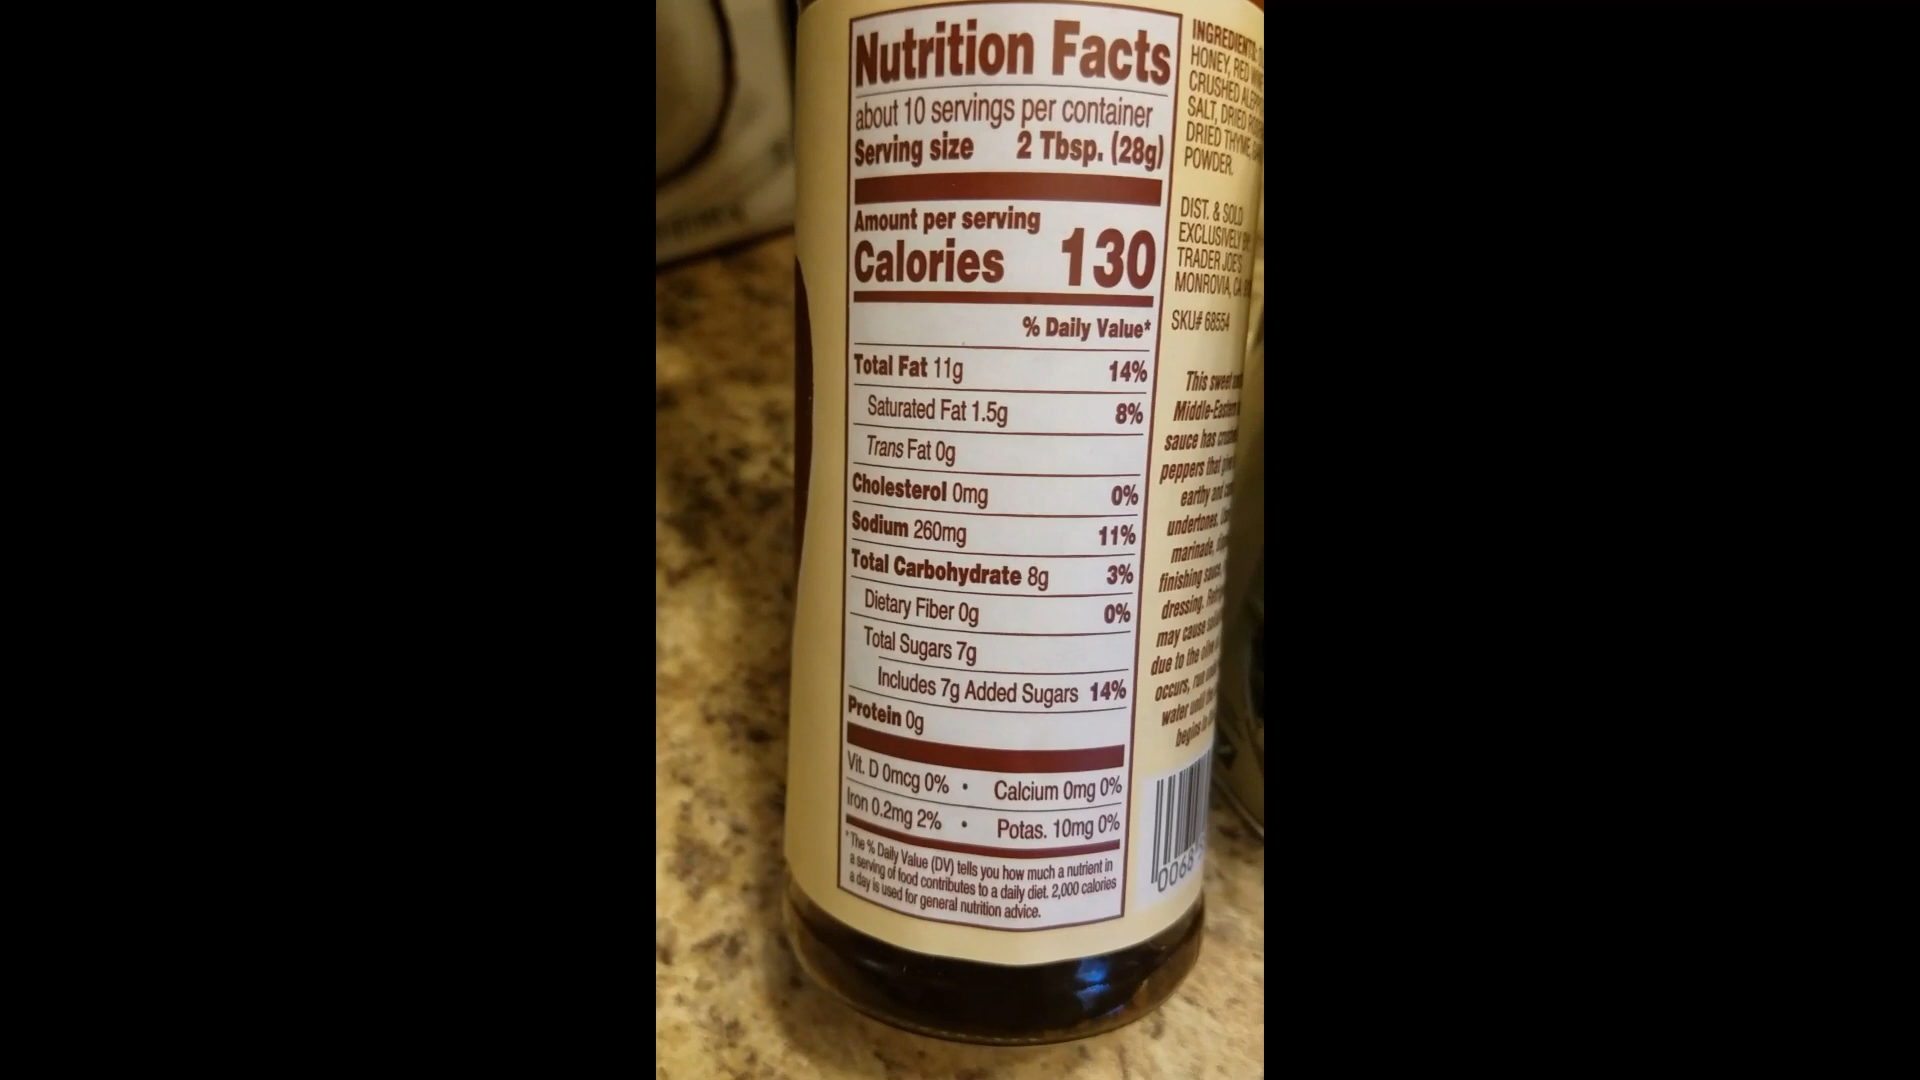 Nutrition Facts
about 10 servings per container
Serving size 2 Tbsp. (28g)
Amount per serving
Calories 130
% Daily Value*
Total Fat 11g 14%
Saturated Fat 1.5g 8%
Trans Fat 0g
Cholesterol 0mg 0%
Sodium 260mg 11%
Total Carbohydrate 8g 3%
Dietary Fiber 0g 0%
Total Sugars 7g
Includes 7g Added Sugars 14%
Protein 0g
Vit. D 0mcg 0% • Calcium 0mg 0%
Iron 0.2mg 2% • Potas. 10mg 0%
*The % Daily Value (DV) tells you how much a nutrient in
a serving of food contributes to a daily diet. 2,000 calories
a day is used for general nutrition advice.
INGREDIENTS:
HONEY, RED
CRUSHED
SALT, DRIED
DRIED THYME,
POWDER.
DIST. & SOLD
EXCLUSIVELY
TRADER JOE'S
MONROVIA, CA
SKU# 68554
This sweet
Middle-Eastern
sauce has
peppers that
earthy and
undertones.
marinade,
finishing sauce,
dressing.
may cause
due to the olive
occurs, run
water until
begins